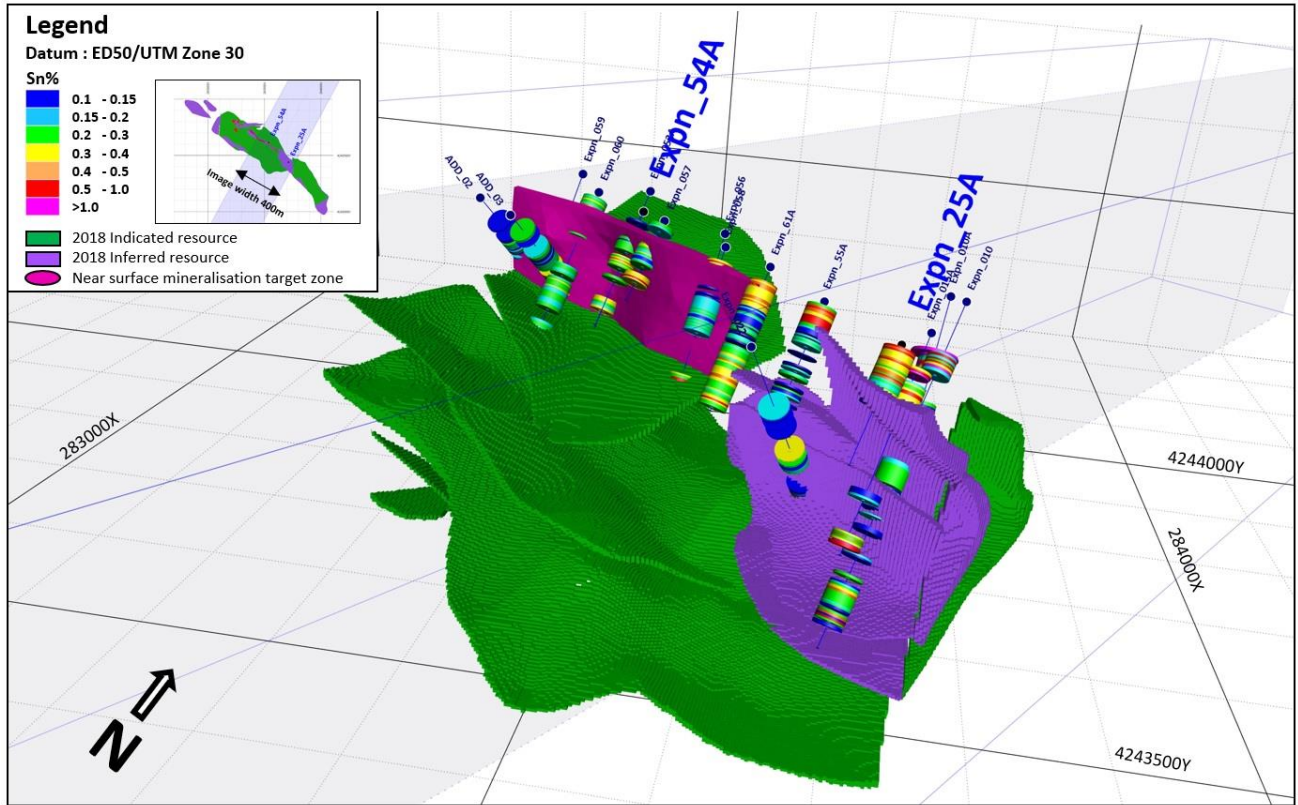 Legend
Datum : ED50/UTM Zone 30
Sn%
0.1 - 0.15
0.15 - 0.2
0.2 - 0.3
0.3 - 0.4
0.4 - 0.5
0.5 - 1.0
>1.0
Expn_54A
Expn_25A
Image width 400m
2018 Indicated resource
2018 Inferred resource
Near surface mineralisation target zone
ADD_02
ADD_03
Expn_059
Expn_060
Expn_54A
Expn_057
Expn_61A
Expn_55A
Expn_25A
Expn_010A
Expn_010
283000X
4244000Y
284000X
4243500Y
N